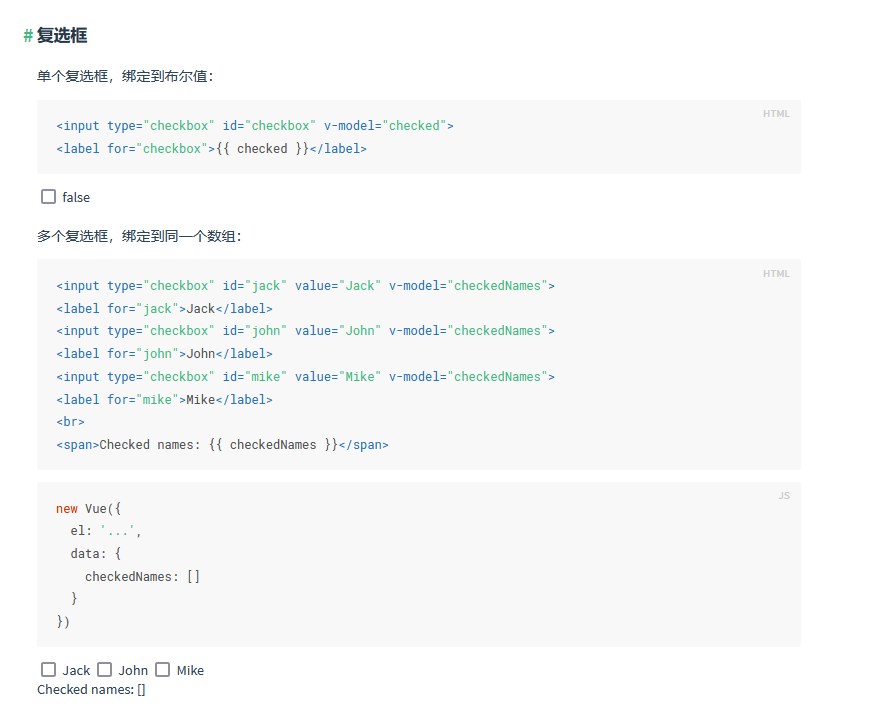 # 复选框
单个复选框，绑定到布尔值：
HTML
<input type="checkbox" id="checkbox" v-model="checked">
<label for="checkbox">{{ checked }}</label>
false
多个复选框，绑定到同一个数组：
HTML
<input type="checkbox" id="jack" value="Jack" v-model="checkedNames">
<label for="jack">Jack</label>
<input type="checkbox" id="john" value="John" v-model="checkedNames">
<label for="john">John</label>
<input type="checkbox" id="mike" value="Mike" v-model="checkedNames">
<label for="mike">Mike</label>
<br>
<span>Checked names: {{ checkedNames }}</span>
JS
new Vue({
  el: '...',
  data: {
    checkedNames: []
  }
})
Jack John Mike
Checked names: []